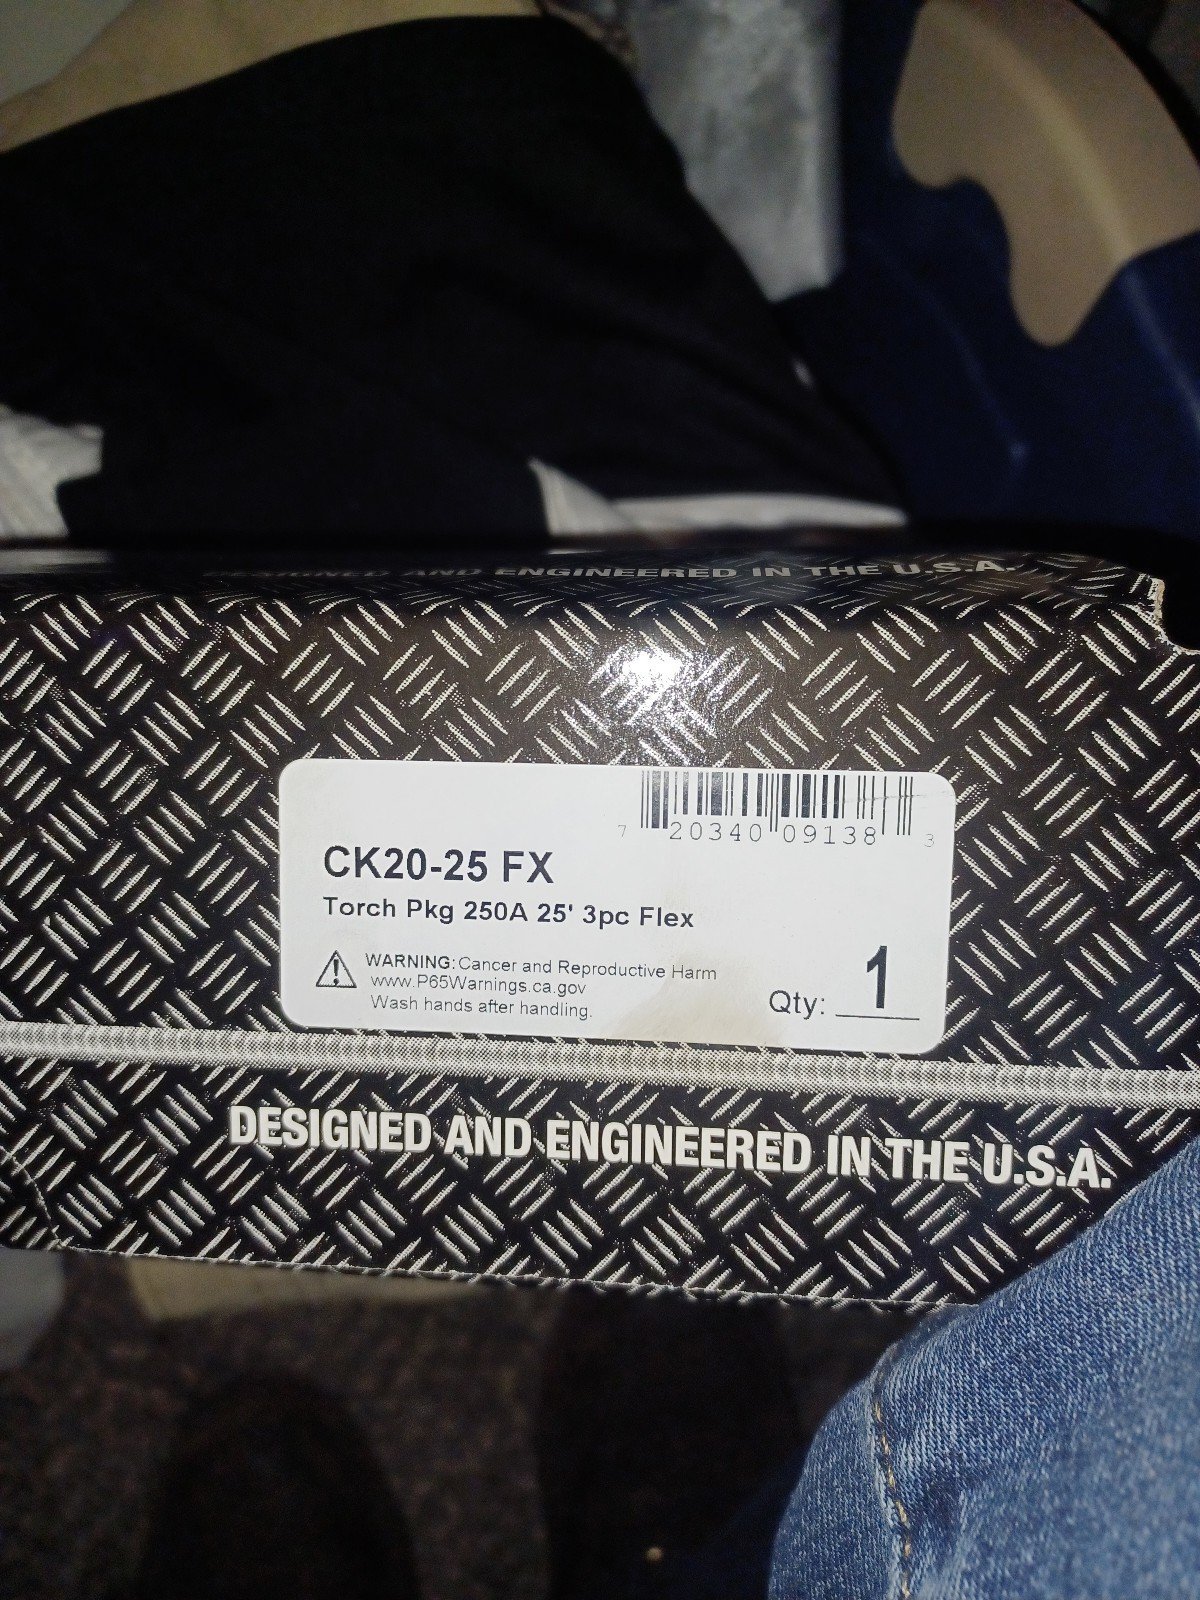 DESIGNED AND ENGINEERED IN THE U.S.A.
7 20340 09138 3
CK20-25 FX
Torch Pkg 250A 25' 3pc Flex
WARNING: Cancer and Reproductive Harm
www.P65Warnings.ca.gov
Wash hands after handling.
Qty: 1
DESIGNED AND ENGINEERED IN THE U.S.A.